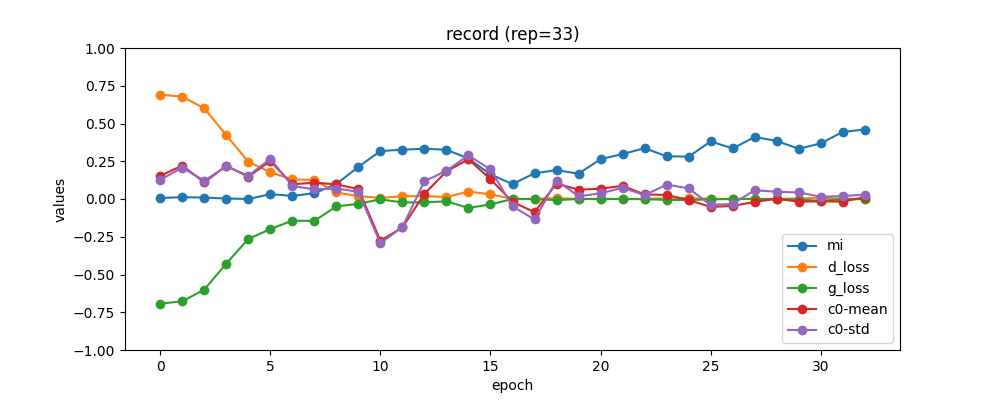 record (rep=33)
1.00
0.75
0.50
0.25
0.00
−0.25
−0.50
−0.75
−1.00
values
0
5
10
15
20
25
30
epoch
mi
d_loss
g_loss
c0-mean
c0-std